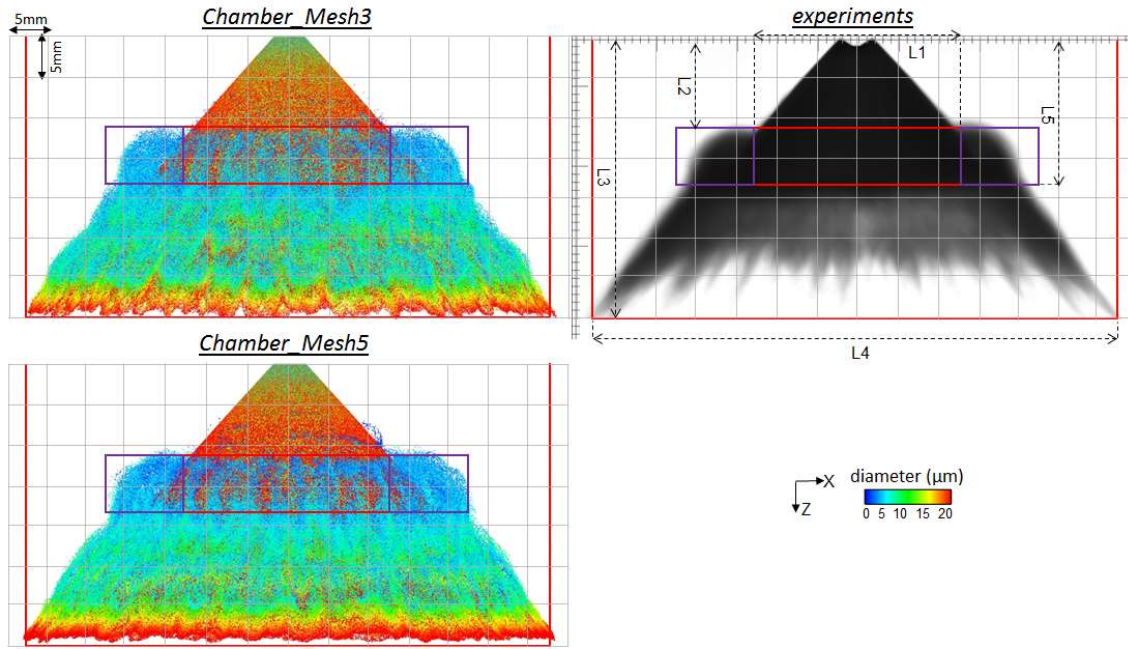 Chamber_Mesh3
experiments
5mm
5mm
L1
L2
L5
L3
L4
Chamber_Mesh5
X
Z
diameter (μm)
0 5 10 15 20